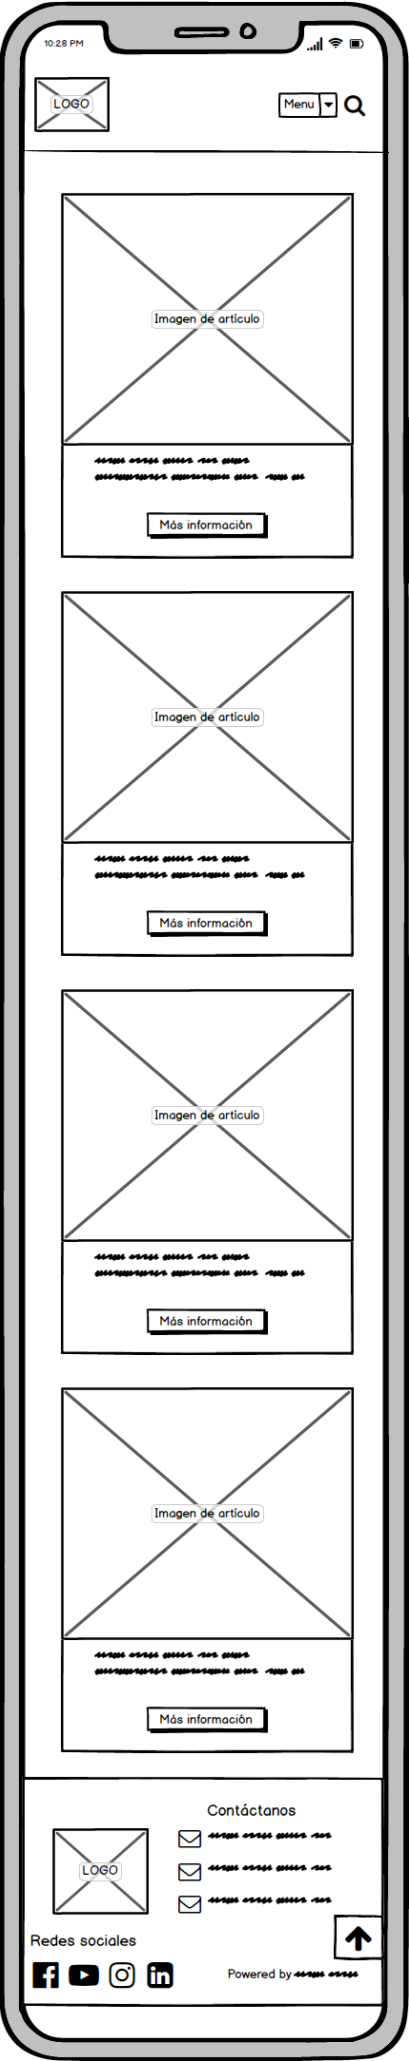 10:28 PM
LOGO
Menu
Imagen de artículo
Más información
Imagen de artículo
Más información
Imagen de artículo
Más información
Imagen de artículo
Más información
Contáctanos
LOGO
Redes sociales
Powered by